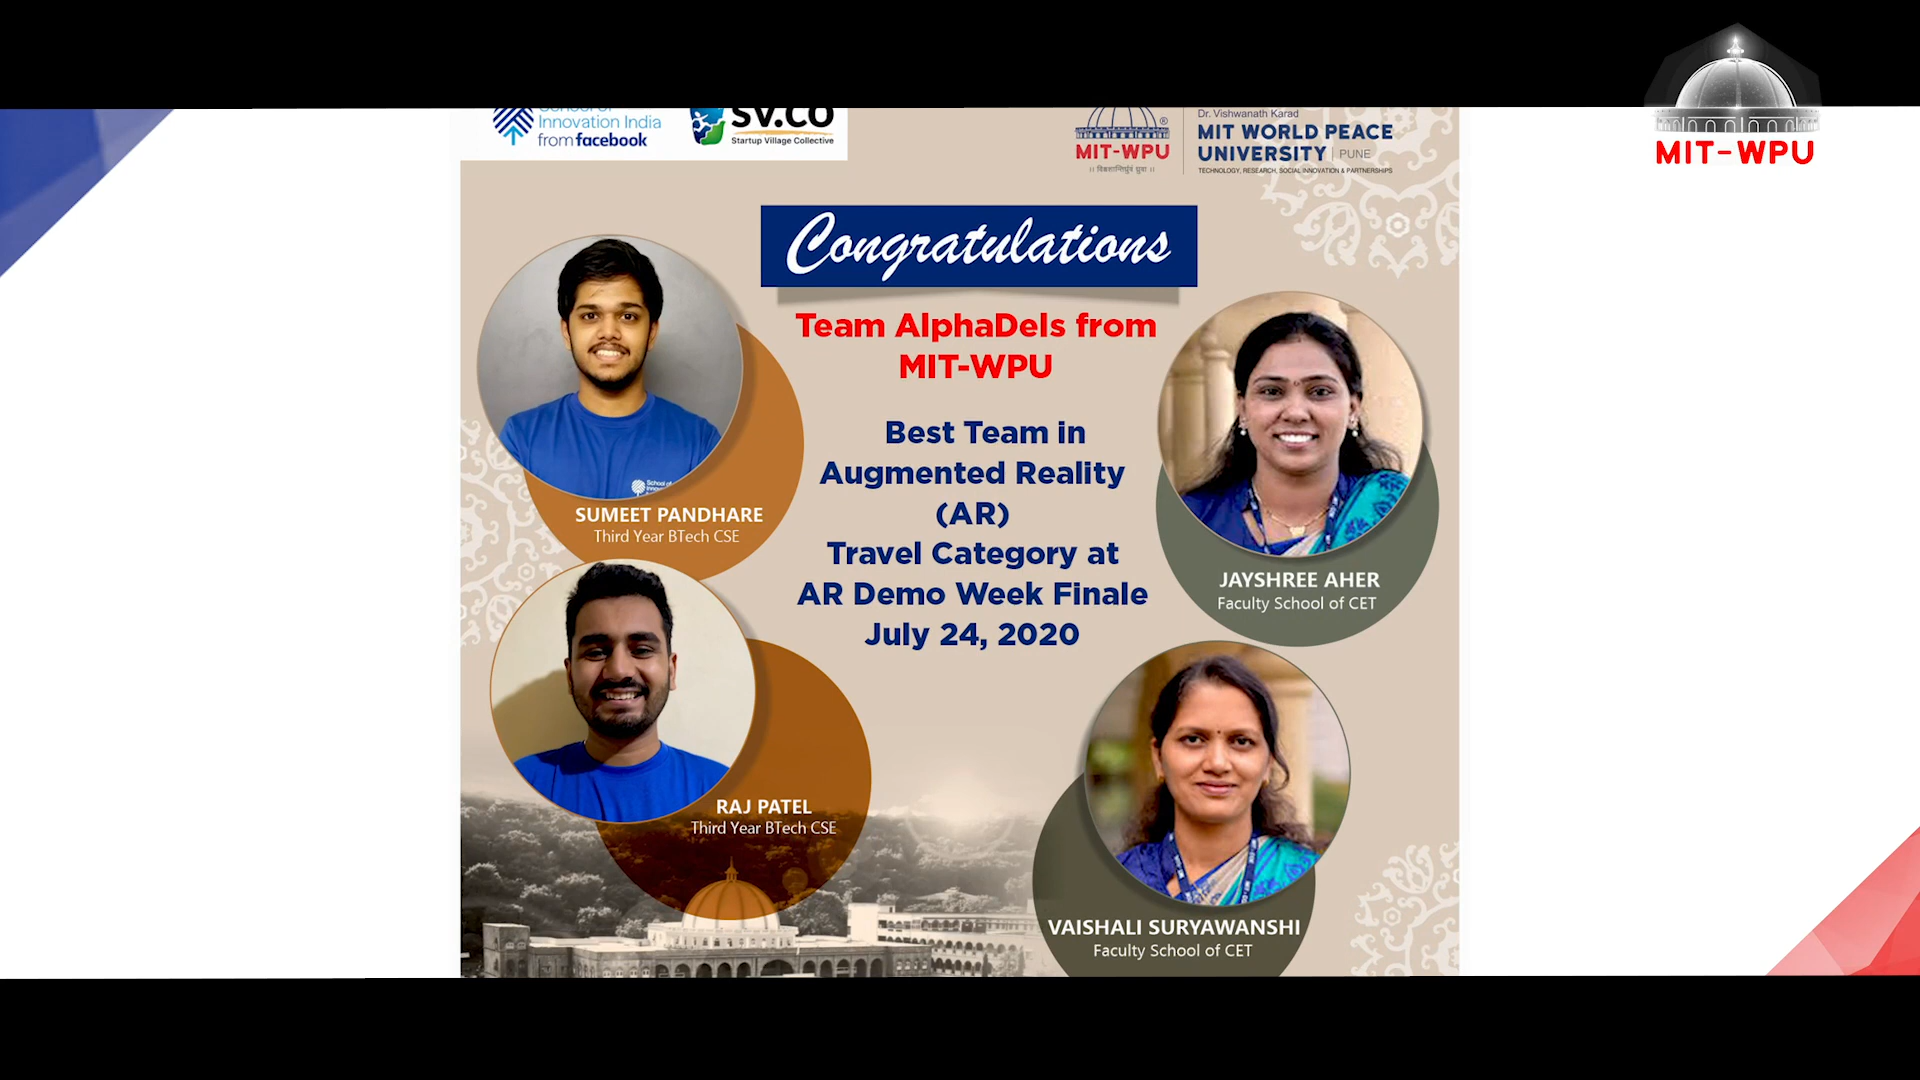 Innovation India
from facebook
SV.CO
Startup Village Collective
MIT-WPU
Dr. Vishwanath Karad
MIT WORLD PEACE
UNIVERSITY | PUNE
TECHNOLOGY, RESEARCH, SOCIAL INNOVATION & PARTNERSHIPS
MIT-WPU
Congratulations
Team AlphaDels from
MIT-WPU
Best Team in
Augmented Reality
(AR)
Travel Category at
AR Demo Week Finale
July 24, 2020
SUMEET PANDHARE
Third Year BTech CSE
JAYSHREE AHER
Faculty School of CET
RAJ PATEL
Third Year BTech CSE
VAISHALI SURYAWANSHI
Faculty School of CET